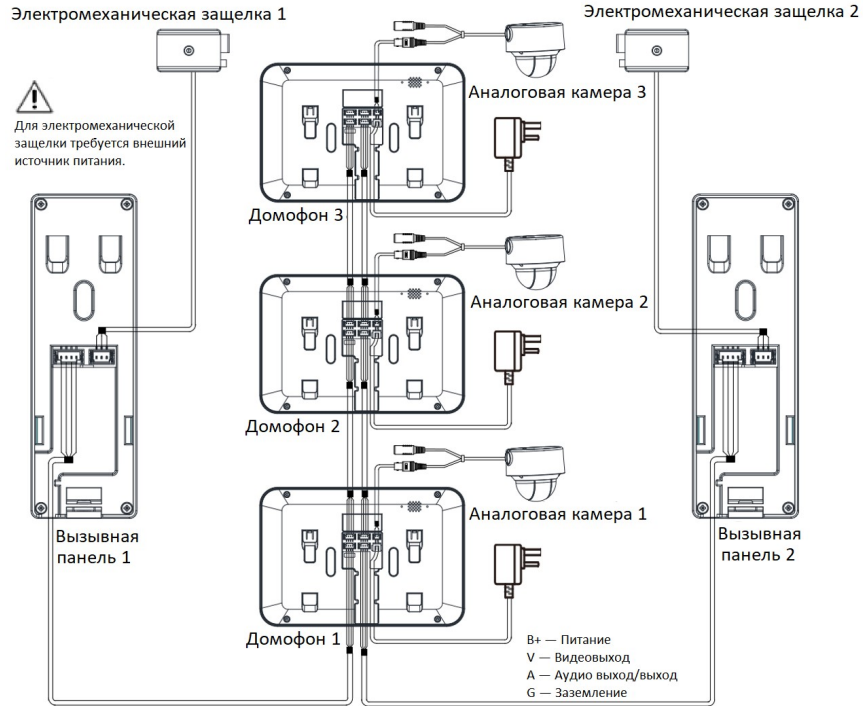 Электромеханическая защелка 1
Электромеханическая защелка 2
Аналоговая камера 3
Для электромеханической
защелки требуется внешний
источник питания.
Домофон 3
Аналоговая камера 2
Домофон 2
Аналоговая камера 1
Вызывная
панель 1
Вызывная
панель 2
Домофон 1
B+ — Питание
V — Видеовыход
A — Аудио выход/выход
G — Заземление